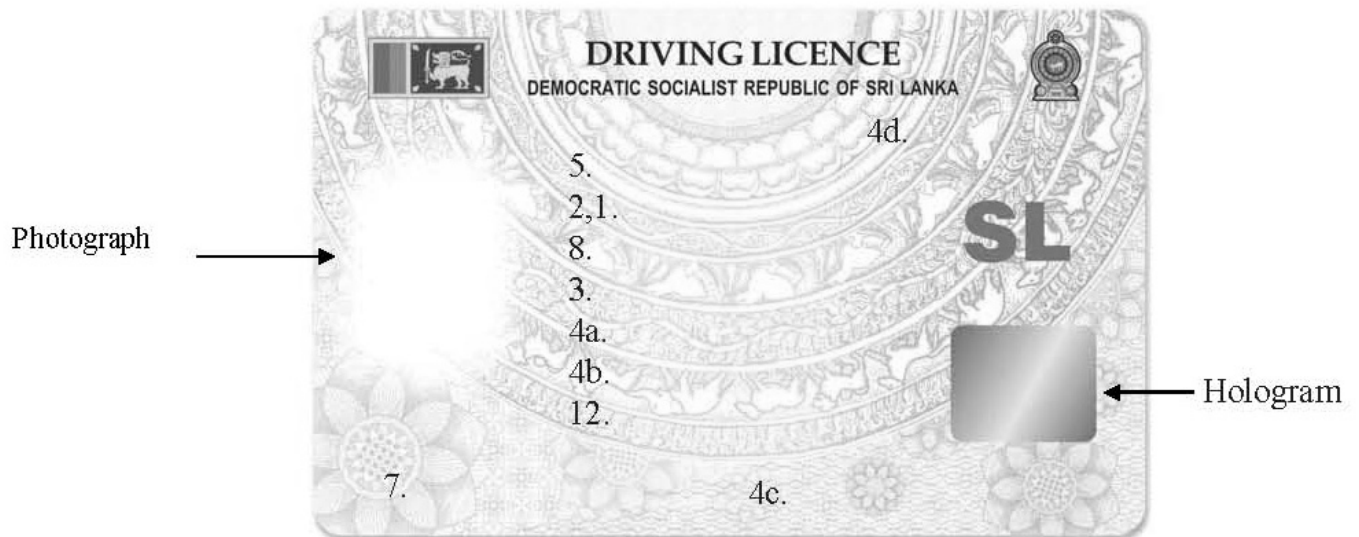 DRIVING LICENCE
DEMOCRATIC SOCIALIST REPUBLIC OF SRI LANKA
4d.
5.
2,1.
SL
Photograph
8.
3.
4a.
4b.
Hologram
12.
7.
4c.